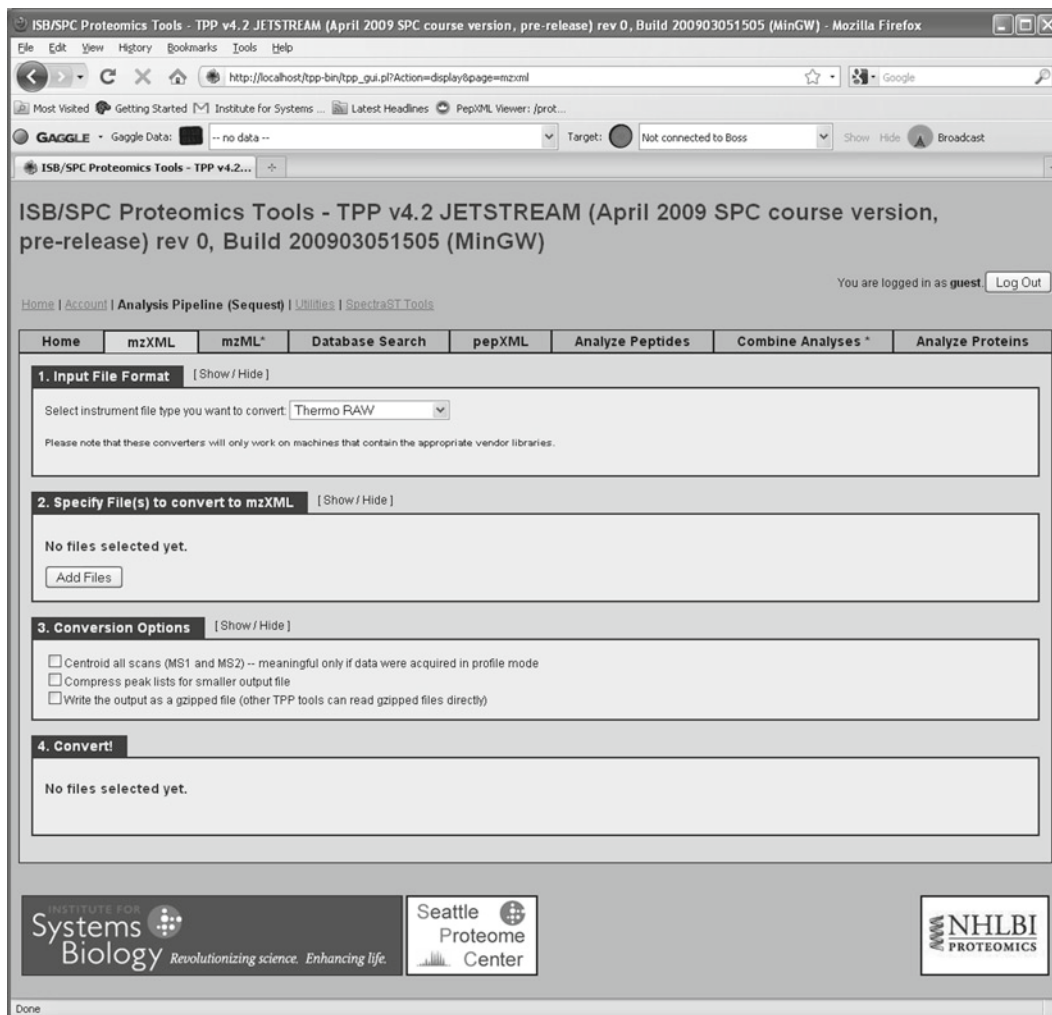 ISB/SPC Proteomics Tools - TPP v4.2 JETSTREAM (April 2009 SPC course version, pre-release) rev 0, Build 200903051505 (MinGW) - Mozilla Firefox
File Edit View History Bookmarks Tools Help
http://localhost/tpp-bin/tpp_gui.pl?Action=display&page=mzxml
Google
Most Visited Getting Started Institute for Systems ... Latest Headlines PepXML Viewer: /prot...
GAGGLE Gaggle Data: -- no data -- Target: Not connected to Boss Show Hide Broadcast
ISB/SPC Proteomics Tools - TPP v4.2...
ISB/SPC Proteomics Tools - TPP v4.2 JETSTREAM (April 2009 SPC course version,
pre-release) rev 0, Build 200903051505 (MinGW)
You are logged in as guest. Log Out
Home | Account | Analysis Pipeline (Sequest) | Utilities | SpectraST Tools
Home mzXML mzML* Database Search pepXML Analyze Peptides Combine Analyses * Analyze Proteins
1. Input File Format [ Show / Hide ]
Select instrument file type you want to convert: Thermo RAW
Please note that these converters will only work on machines that contain the appropriate vendor libraries.
2. Specify File(s) to convert to mzXML [ Show / Hide ]
No files selected yet.
Add Files
3. Conversion Options [ Show / Hide ]
Centroid all scans (MS1 and MS2) -- meaningful only if data were acquired in profile mode
Compress peak lists for smaller output file
Write the output as a gzipped file (other TPP tools can read gzipped files directly)
4. Convert!
No files selected yet.
INSTITUTE FOR
Systems
Biology Revolutionizing science. Enhancing life.
Seattle
Proteome
Center
NHLBI
PROTEOMICS
Done